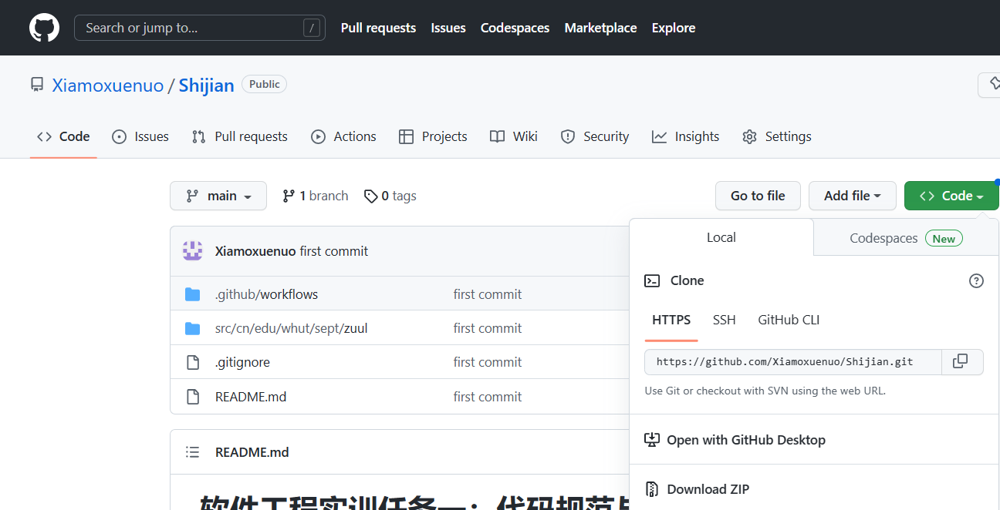 Search or jump to... /
Pull requests Issues Codespaces Marketplace Explore
Xiamoxuenuo / Shijian Public
Code Issues Pull requests Actions Projects Wiki Security Insights Settings
main 1 branch 0 tags Go to file Add file Code
Local Codespaces New
Xiamoxuenuo first commit
Clone
.github/workflows first commit
HTTPS SSH GitHub CLI
src/cn/edu/whut/sept/zuul first commit
.gitignore first commit
https://github.com/Xiamoxuenuo/Shijian.git
README.md first commit
Use Git or checkout with SVN using the web URL.
Open with GitHub Desktop
README.md
Download ZIP
软件工程实训任务一：代码规范